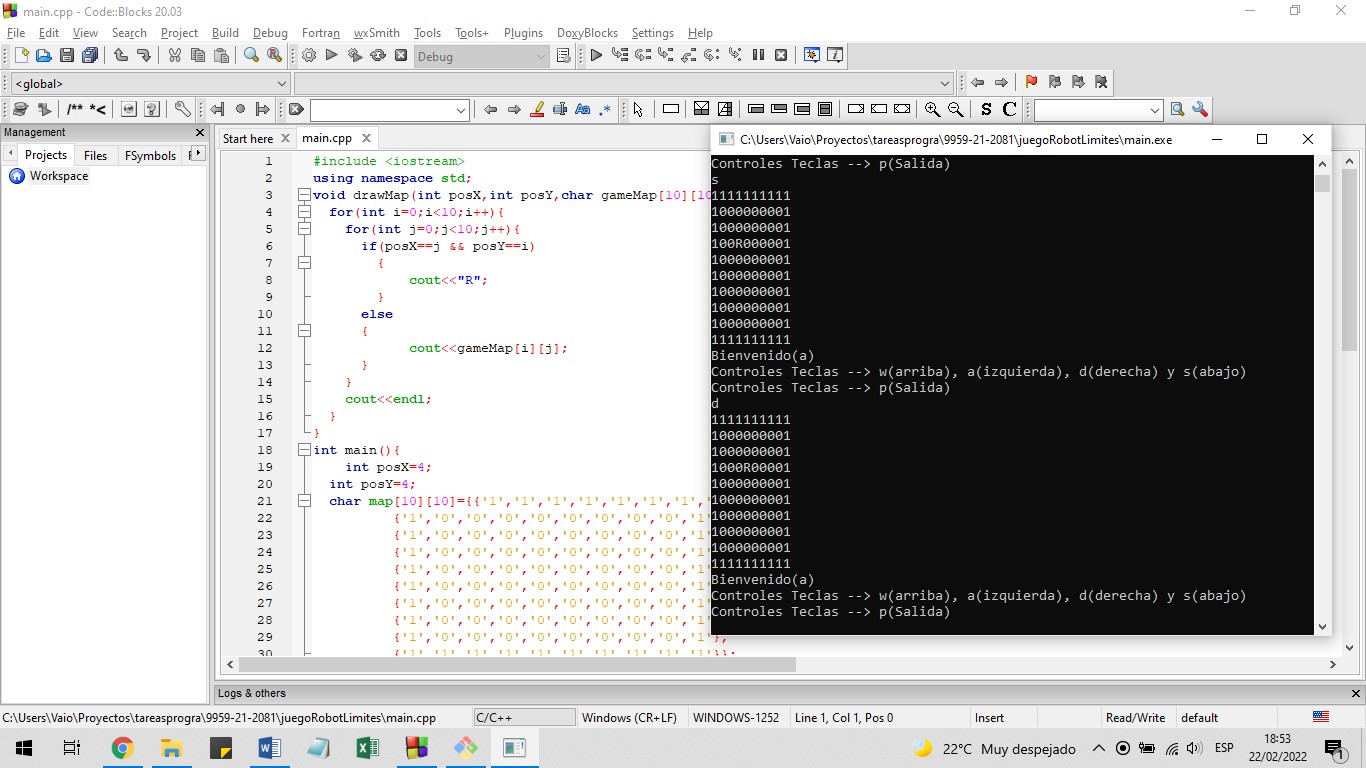 main.cpp - Code::Blocks 20.03
File Edit View Search Project Build Debug Fortran wxSmith Tools Tools+ Plugins DoxyBlocks Settings Help
Debug
<global>
/** *<
Aa .*
S C
Management
Projects Files FSymbols
Workspace
Start here main.cpp
1 #include <iostream>
2 using namespace std;
3 void drawMap(int posX,int posY,char gameMap[10][10
4 for(int i=0;i<10;i++){
5 for(int j=0;j<10;j++){
6 if(posX==j && posY==i)
7 {
8 cout<<"R";
9 }
10 else
11 {
12 cout<<gameMap[i][j];
13 }
14 }
15 cout<<endl;
16 }
17 }
18 int main(){
19 int posX=4;
20 int posY=4;
21 char map[10][10]={{'1','1','1','1','1','1','1','
22 {'1','0','0','0','0','0','0','0','0','1'
23 {'1','0','0','0','0','0','0','0','0','1'
24 {'1','0','0','0','0','0','0','0','0','1'
25 {'1','0','0','0','0','0','0','0','0','1'
26 {'1','0','0','0','0','0','0','0','0','1'
27 {'1','0','0','0','0','0','0','0','0','1'
28 {'1','0','0','0','0','0','0','0','0','1'
29 {'1','0','0','0','0','0','0','0','0','1'},
30 {'1','1','1','1','1','1','1','1','1','1'}};
C:\Users\Vaio\Proyectos\tareasprogra\9959-21-2081\juegoRobotLimites\main.exe
Controles Teclas --> p(Salida)
s
1111111111
1000000001
1000000001
100R000001
1000000001
1000000001
1000000001
1000000001
1000000001
1111111111
Bienvenido(a)
Controles Teclas --> w(arriba), a(izquierda), d(derecha) y s(abajo)
Controles Teclas --> p(Salida)
d
1111111111
1000000001
1000000001
1000R00001
1000000001
1000000001
1000000001
1000000001
1000000001
1111111111
Bienvenido(a)
Controles Teclas --> w(arriba), a(izquierda), d(derecha) y s(abajo)
Controles Teclas --> p(Salida)
Logs & others
C:\Users\Vaio\Proyectos\tareasprogra\9959-21-2081\juegoRobotLimites\main.cpp C/C++ Windows (CR+LF) WINDOWS-1252 Line 1, Col 1, Pos 0 Insert Read/Write default
22°C Muy despejado ESP 18:53
22/02/2022 1